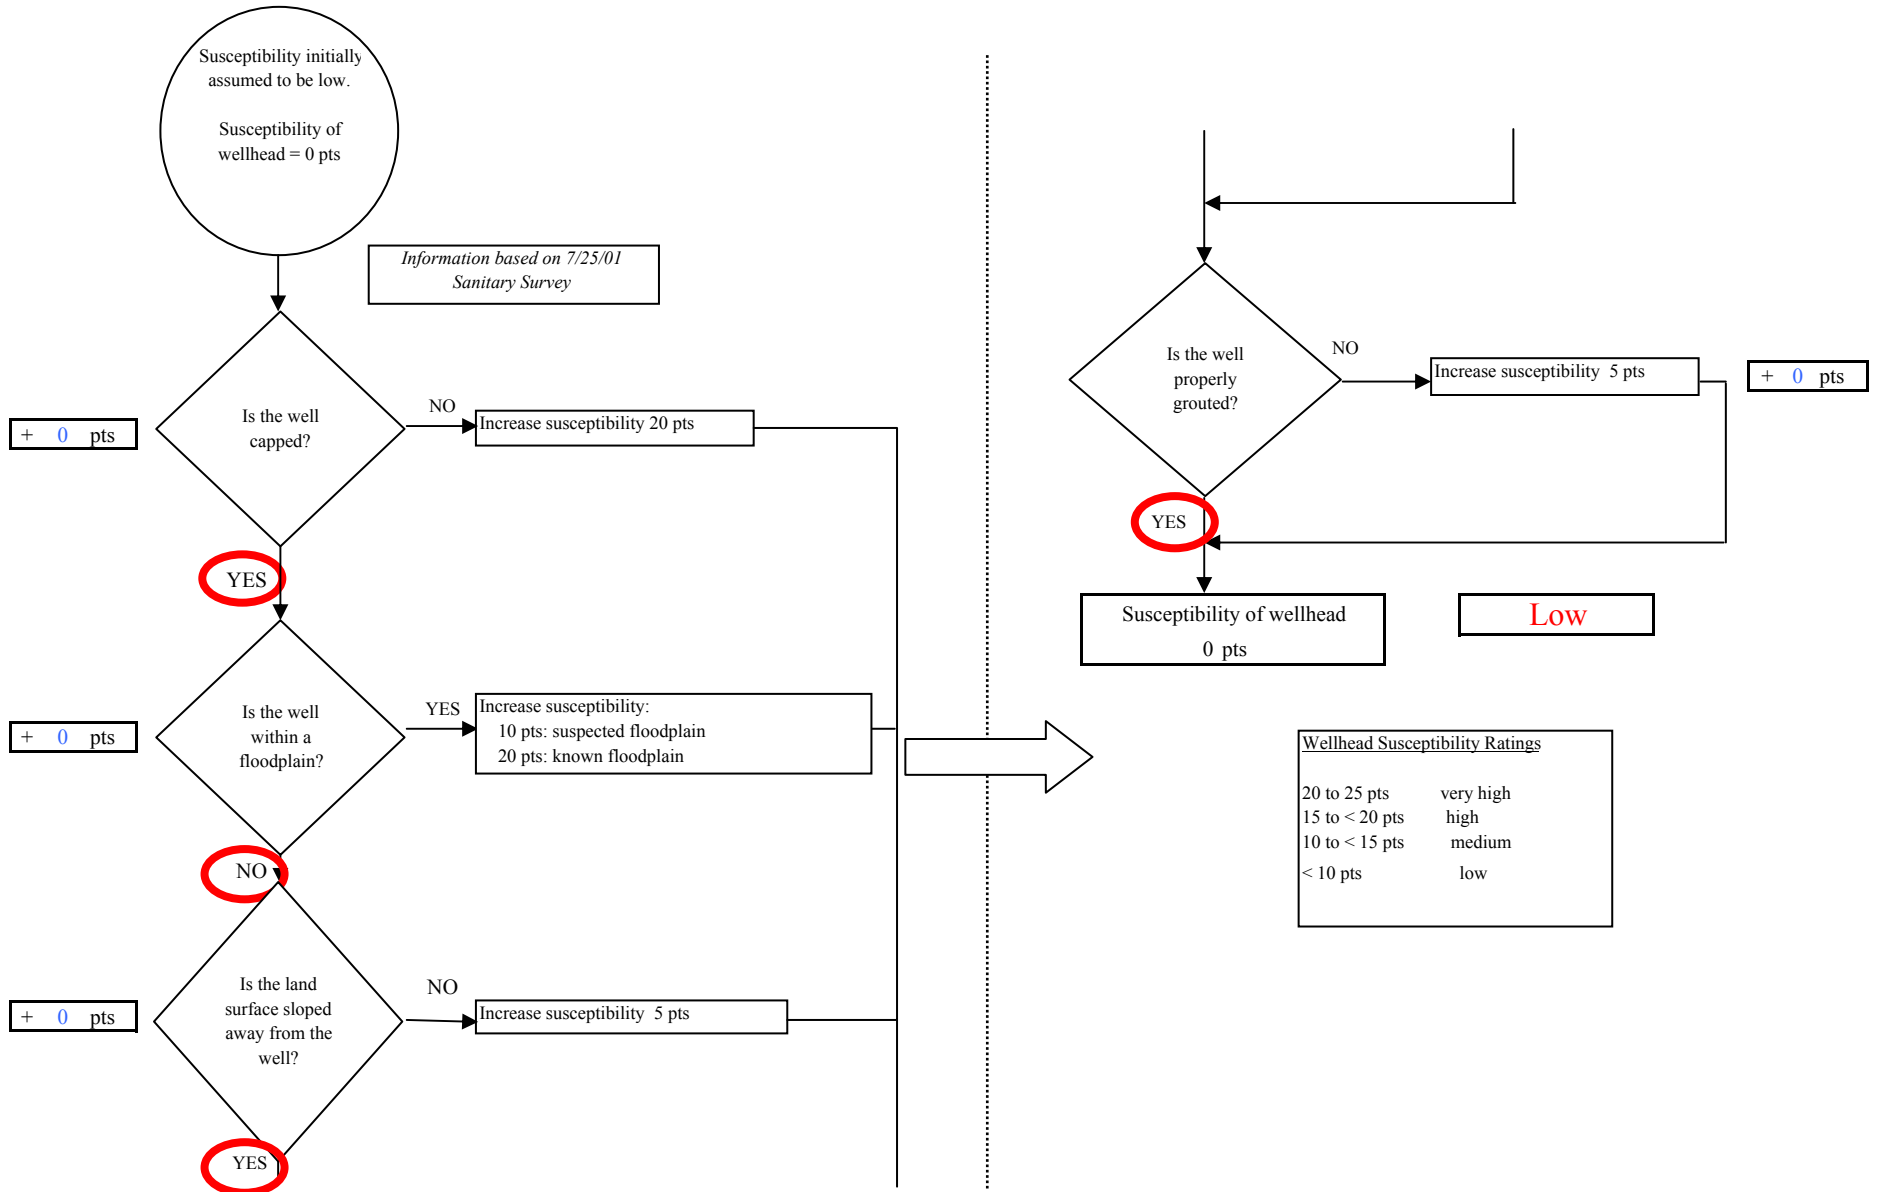 Susceptibility initially
assumed to be low.
Susceptibility of
wellhead = 0 pts
Information based on 7/25/01
Sanitary Survey
Is the well
capped?
NO
Increase susceptibility 20 pts
+ 0 pts
YES
Is the well
within a
floodplain?
YES
Increase susceptibility:
10 pts: suspected floodplain
20 pts: known floodplain
+ 0 pts
NO
Is the land
surface sloped
away from the
well?
NO
Increase susceptibility 5 pts
+ 0 pts
YES
Is the well
properly
grouted?
NO
Increase susceptibility 5 pts
+ 0 pts
YES
Susceptibility of wellhead
0 pts
Low
Wellhead Susceptibility Ratings
20 to 25 pts very high
15 to < 20 pts high
10 to < 15 pts medium
< 10 pts low